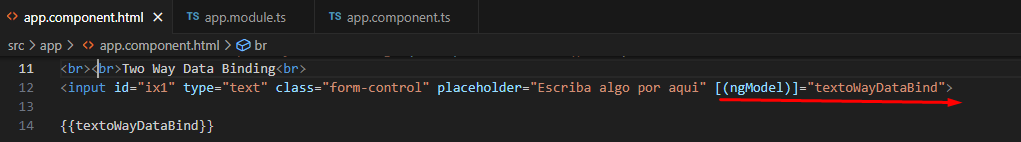 app.component.html X TS app.module.ts TS app.component.ts
src > app > app.component.html > br
11 <br><br>Two Way Data Binding<br>
12 <input id="ix1" type="text" class="form-control" placeholder="Escriba algo por aqui" [(ngModel)]="textoWayDataBind">
13
14 {{textoWayDataBind}}